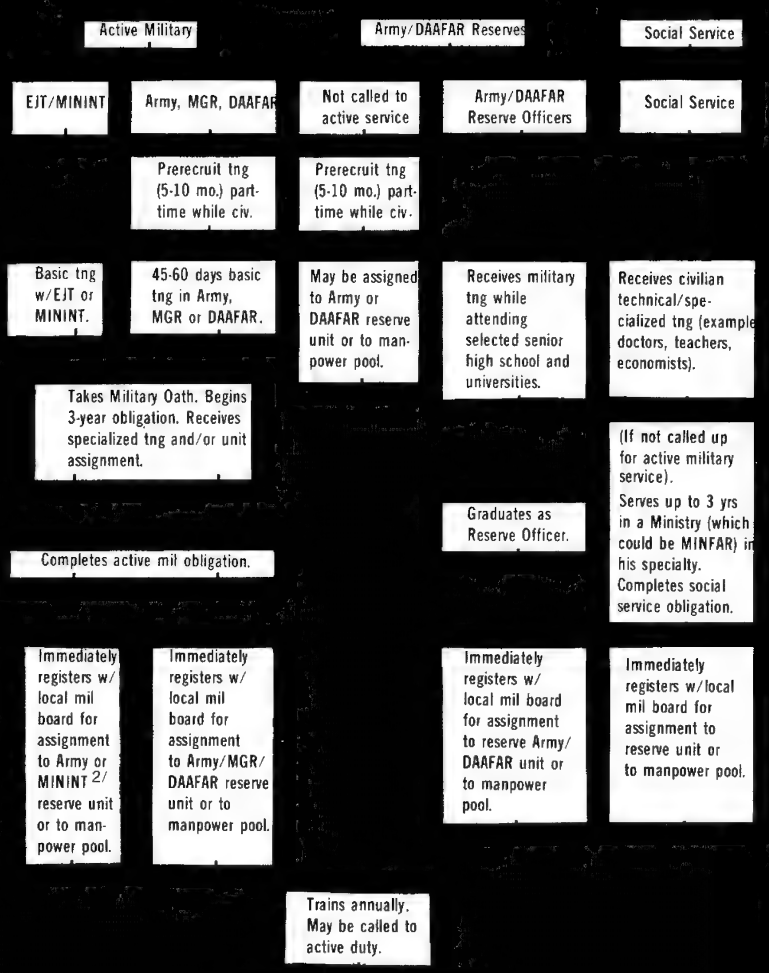 Active Military
Army/DAAFAR Reserves
Social Service
EJT/MININT
Army, MGR, DAAFAR
Not called to
active service
Army/DAAFAR
Reserve Officers
Social Service
Prerecruit tng
(5-10 mo.) part-
time while civ.
Prerecruit tng
(5-10 mo.) part-
time while civ.
Basic tng
w/EJT or
MININT.
45-60 days basic
tng in Army,
MGR or DAAFAR.
May be assigned
to Army or
DAAFAR reserve
unit or to man-
power pool.
Receives military
tng while
attending
selected senior
high school and
universities.
Receives civilian
technical/spe-
cialized tng (example
doctors, teachers,
economists).
Takes Military Oath. Begins
3-year obligation. Receives
specialized tng and/or unit
assignment.
(If not called up
for active military
service).
Serves up to 3 yrs
in a Ministry (which
could be MINFAR) in
his specialty.
Completes social
service obligation.
Graduates as
Reserve Officer.
Completes active mil obligation.
Immediately
registers w/
local mil
board for
assignment
to Army or
MININT 2/
reserve unit
or to man-
power pool.
Immediately
registers w/
local mil
board for
assignment
to Army/MGR/
DAAFAR reserve
unit or to
manpower pool.
Immediately
registers w/
local mil board
for assignment
to reserve Army/
DAAFAR unit or
to manpower
pool.
Immediately
registers w/local
mil board for
assignment to
reserve unit or
to manpower pool.
Trains annually.
May be called to
active duty.